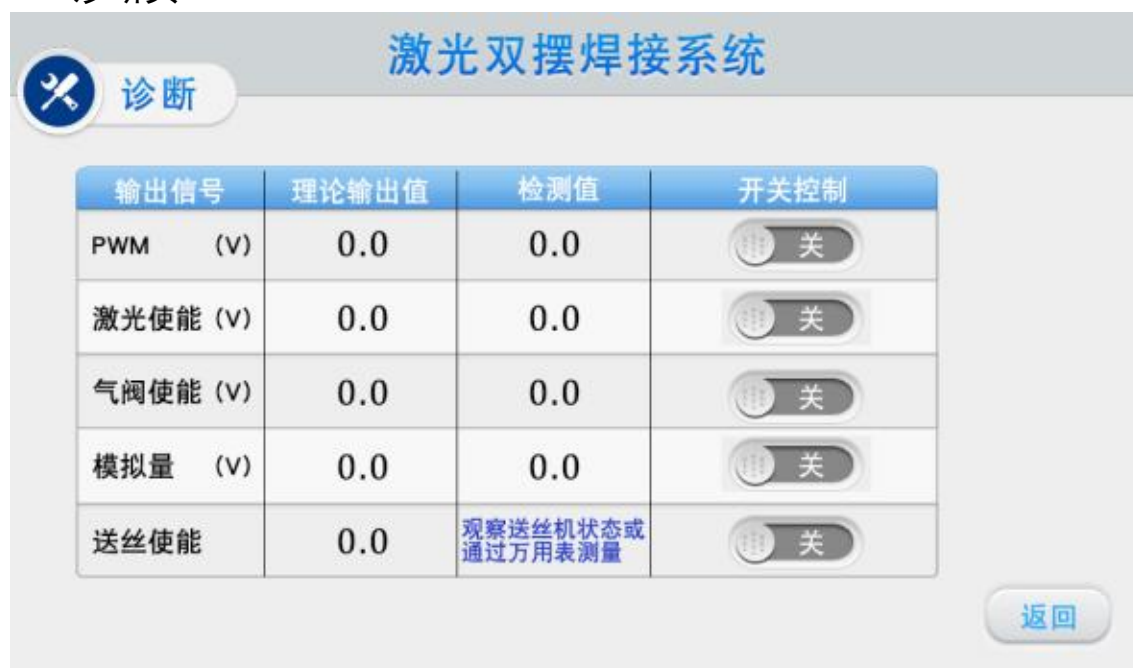 激光双摆焊接系统
诊断
输出信号 理论输出值 检测值 开关控制
PWM (V) 0.0 0.0 关
激光使能 (V) 0.0 0.0 关
气阀使能 (V) 0.0 0.0 关
模拟量 (V) 0.0 0.0 关
送丝使能 0.0 观察送丝机状态或
通过万用表测量 关
返回